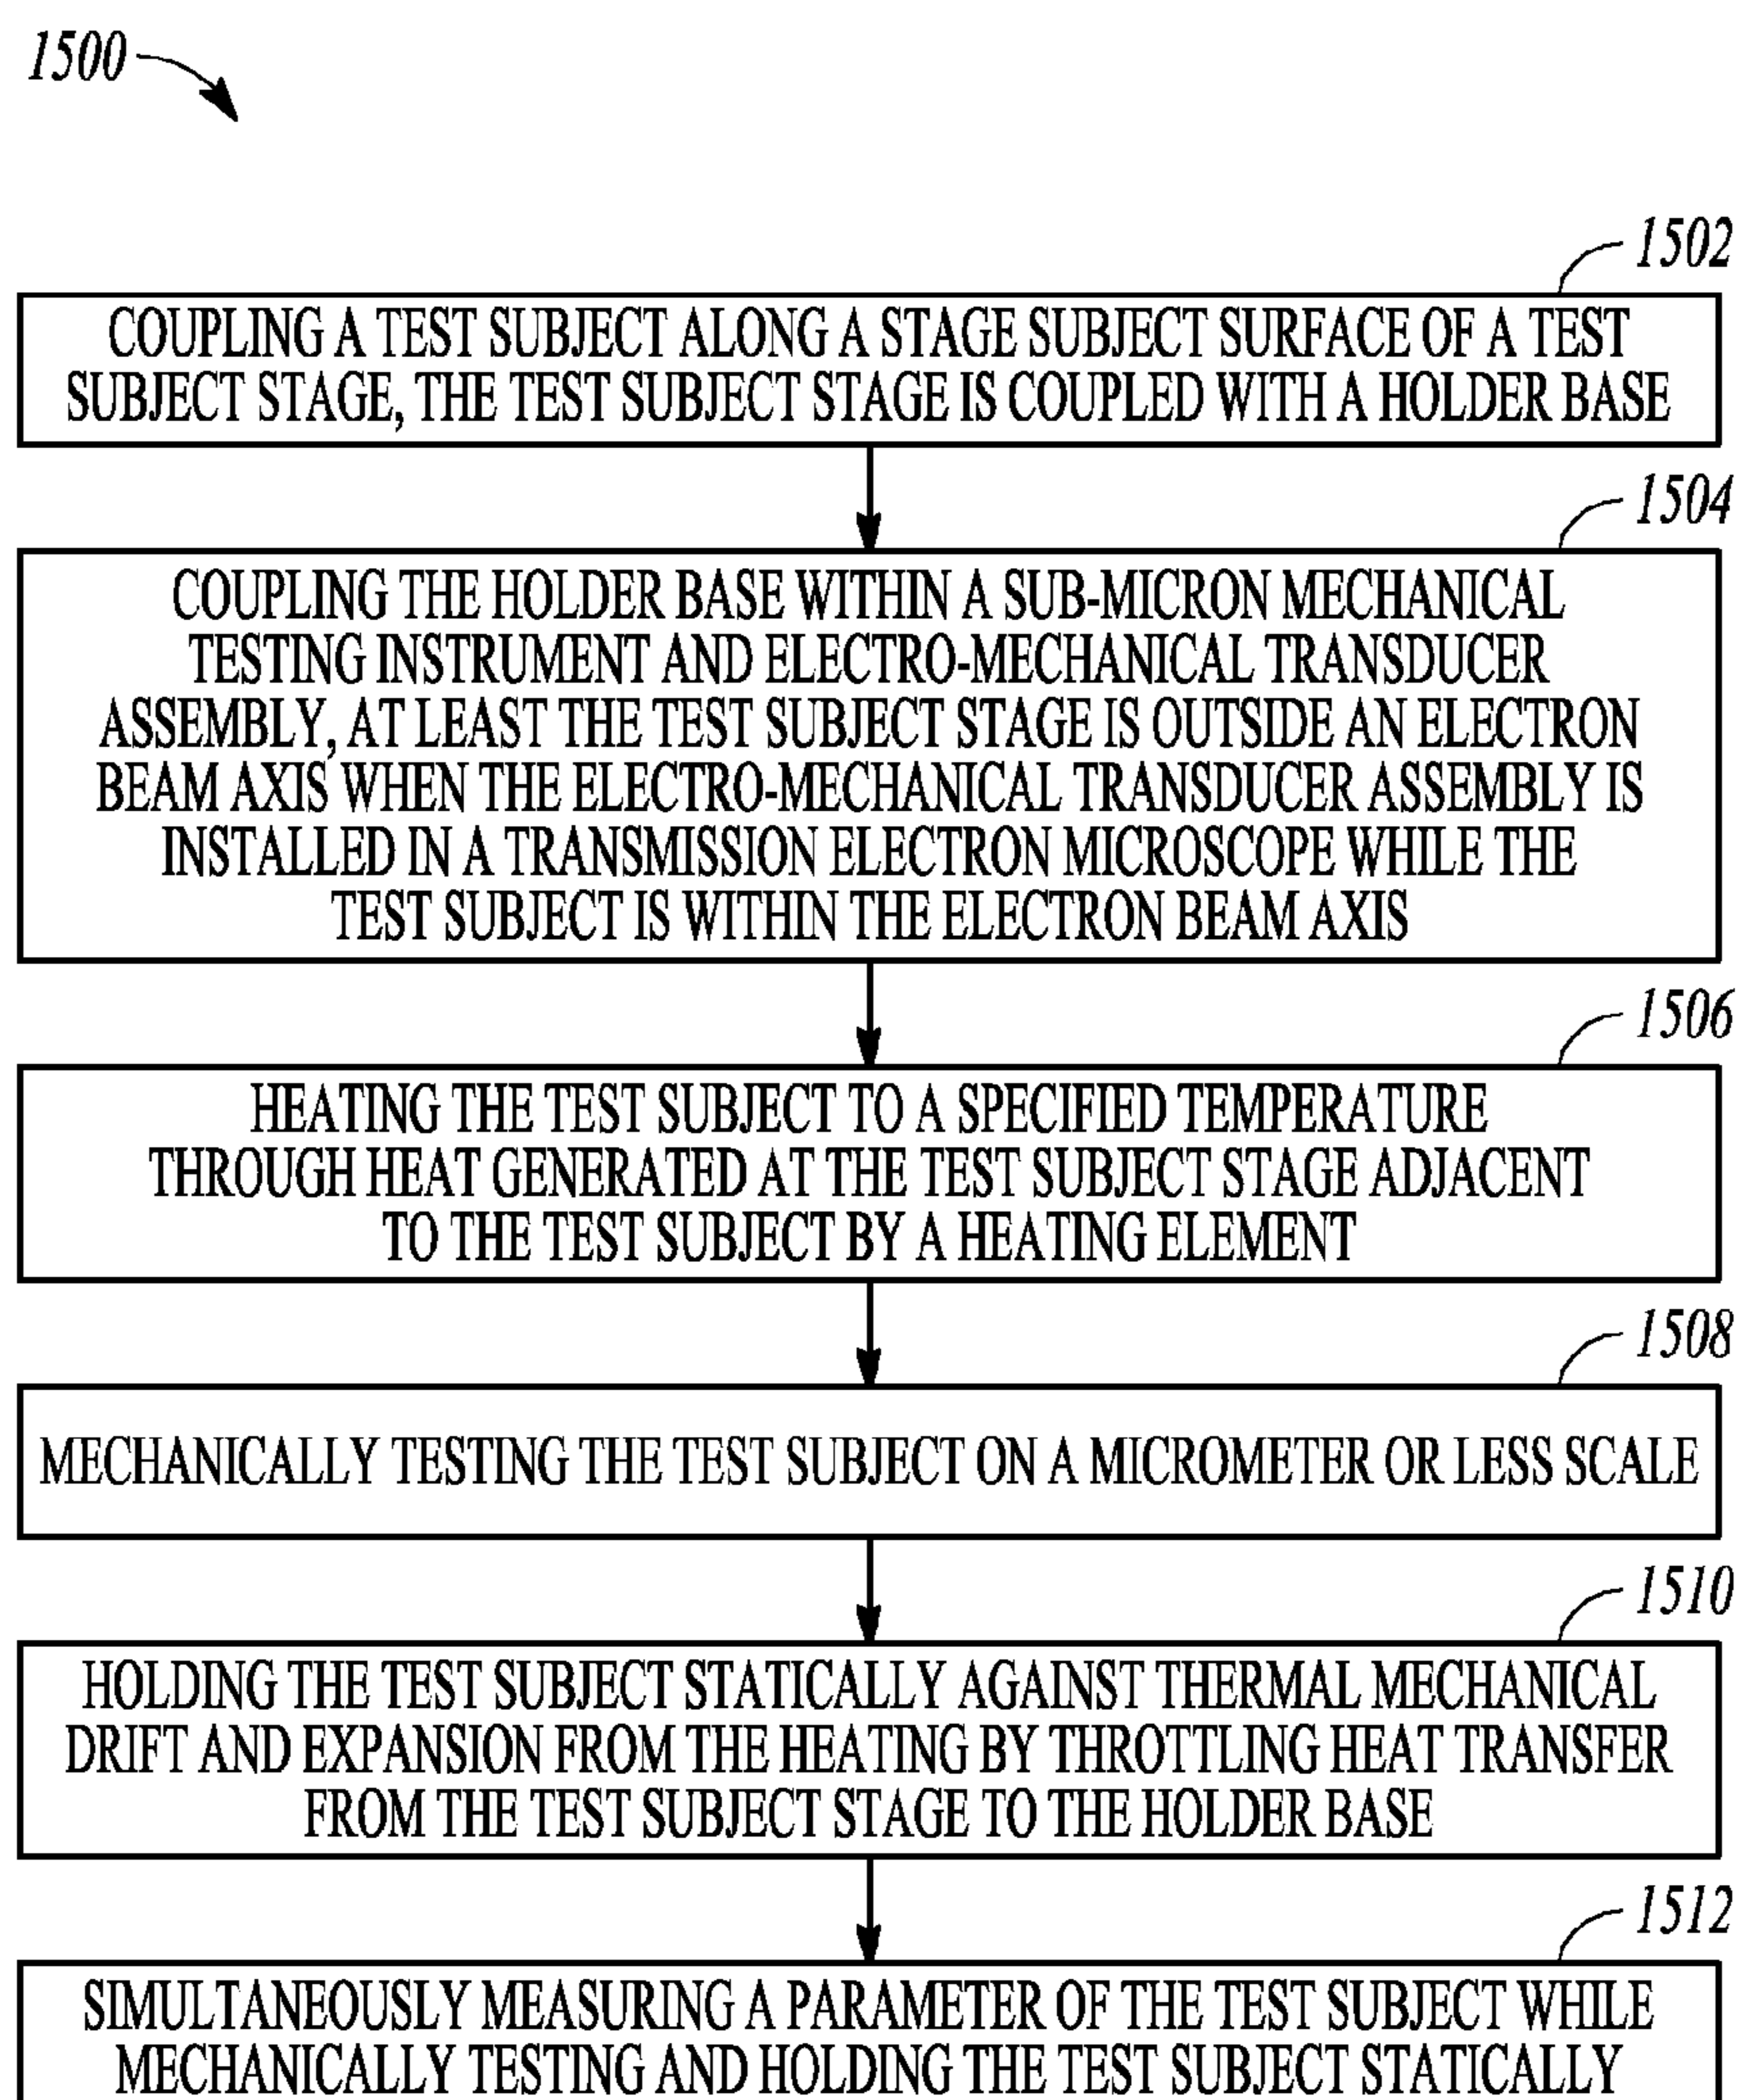 1500
1502
COUPLING A TEST SUBJECT ALONG A STAGE SUBJECT SURFACE OF A TEST
SUBJECT STAGE, THE TEST SUBJECT STAGE IS COUPLED WITH A HOLDER BASE
1504
COUPLING THE HOLDER BASE WITHIN A SUB-MICRON MECHANICAL
TESTING INSTRUMENT AND ELECTRO-MECHANICAL TRANSDUCER
ASSEMBLY, AT LEAST THE TEST SUBJECT STAGE IS OUTSIDE AN ELECTRON
BEAM AXIS WHEN THE ELECTRO-MECHANICAL TRANSDUCER ASSEMBLY IS
INSTALLED IN A TRANSMISSION ELECTRON MICROSCOPE WHILE THE
TEST SUBJECT IS WITHIN THE ELECTRON BEAM AXIS
1506
HEATING THE TEST SUBJECT TO A SPECIFIED TEMPERATURE
THROUGH HEAT GENERATED AT THE TEST SUBJECT STAGE ADJACENT
TO THE TEST SUBJECT BY A HEATING ELEMENT
1508
MECHANICALLY TESTING THE TEST SUBJECT ON A MICROMETER OR LESS SCALE
1510
HOLDING THE TEST SUBJECT STATICALLY AGAINST THERMAL MECHANICAL
DRIFT AND EXPANSION FROM THE HEATING BY THROTTLING HEAT TRANSFER
FROM THE TEST SUBJECT STAGE TO THE HOLDER BASE
1512
SIMULTANEOUSLY MEASURING A PARAMETER OF THE TEST SUBJECT WHILE
MECHANICALLY TESTING AND HOLDING THE TEST SUBJECT STATICALLY